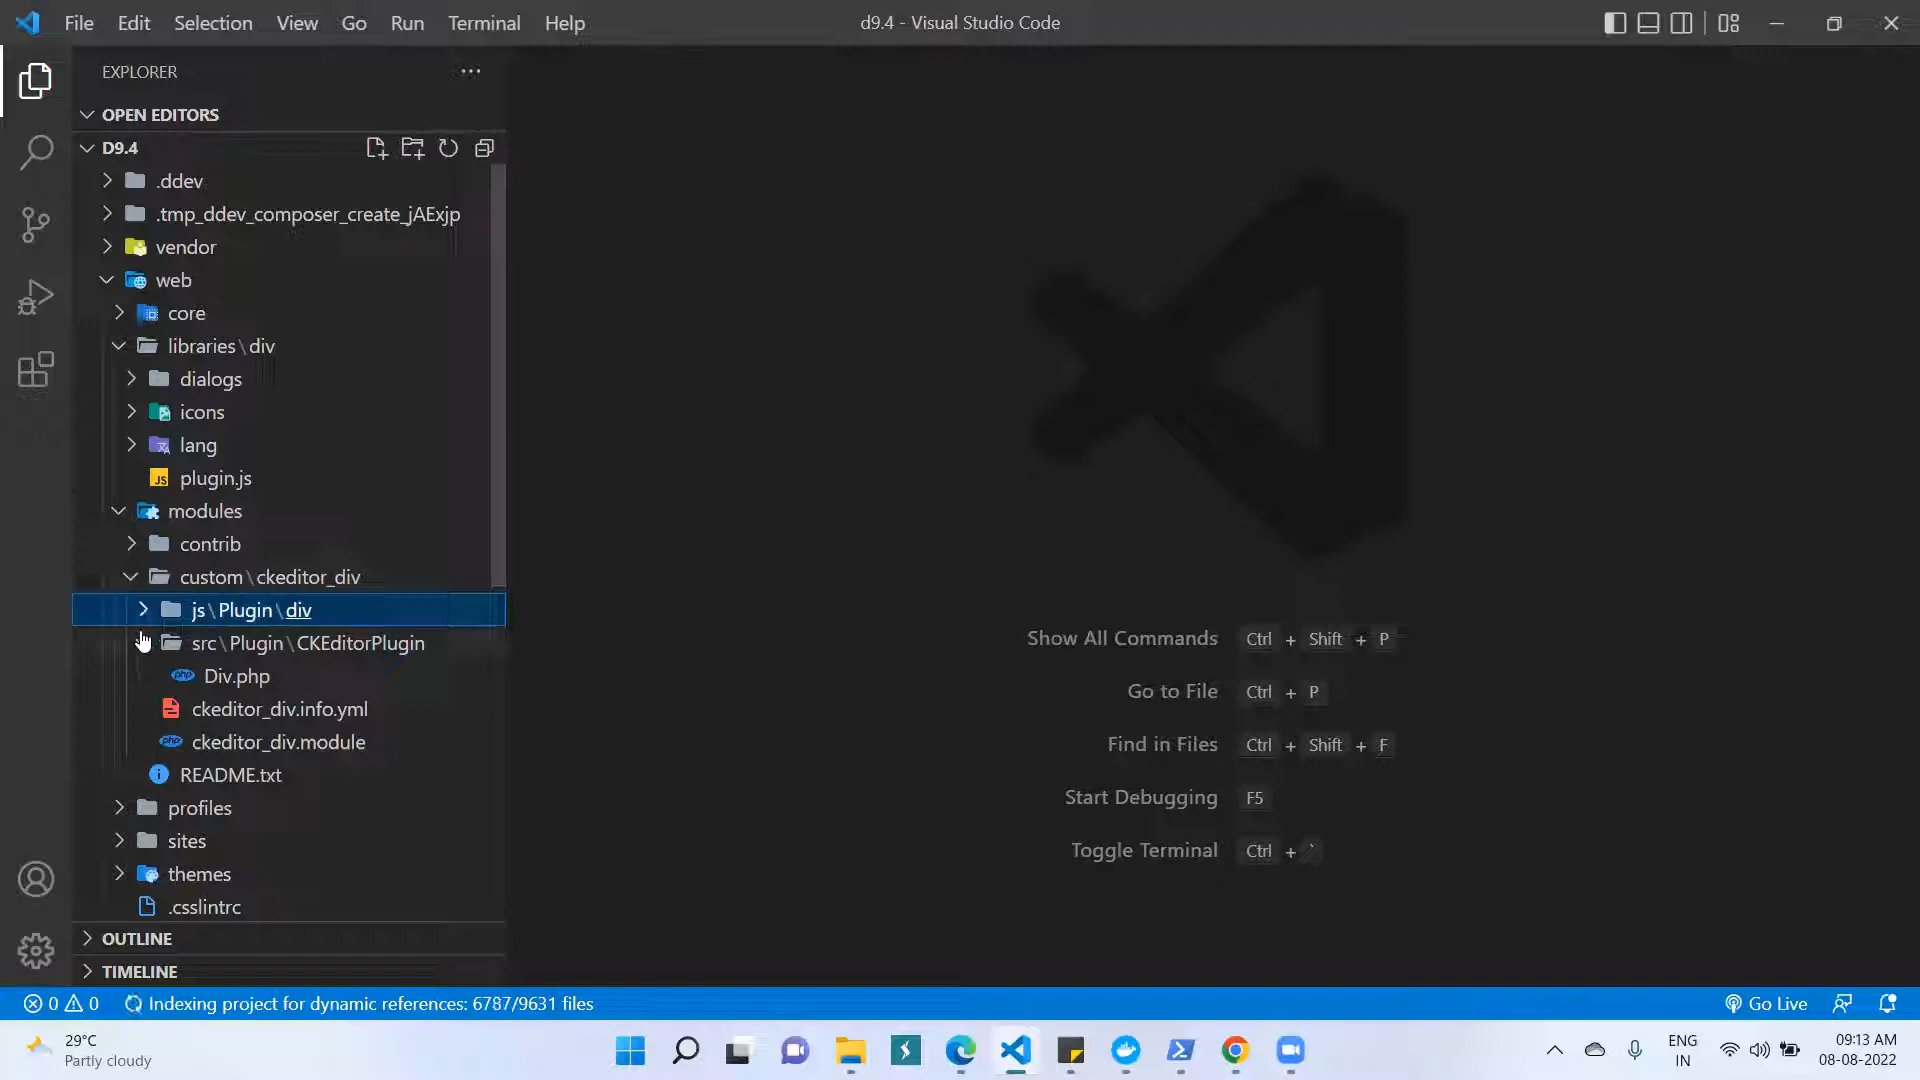 File Edit Selection View Go Run Terminal Help
d9.4 - Visual Studio Code
EXPLORER
OPEN EDITORS
D9.4
.ddev
.tmp_ddev_composer_create_jAExjp
vendor
web
core
libraries\div
dialogs
icons
lang
JS plugin.js
modules
contrib
custom\ckeditor_div
js\Plugin\div
src\Plugin\CKEditorPlugin
php Div.php
ckeditor_div.info.yml
php ckeditor_div.module
README.txt
profiles
sites
themes
.csslintrc
OUTLINE
TIMELINE
Show All Commands Ctrl + Shift + P
Go to File Ctrl + P
Find in Files Ctrl + Shift + F
Start Debugging F5
Toggle Terminal Ctrl + `
0 0 Indexing project for dynamic references: 6787/9631 files
Go Live
29°C
Partly cloudy
ENG
IN
09:13 AM
08-08-2022